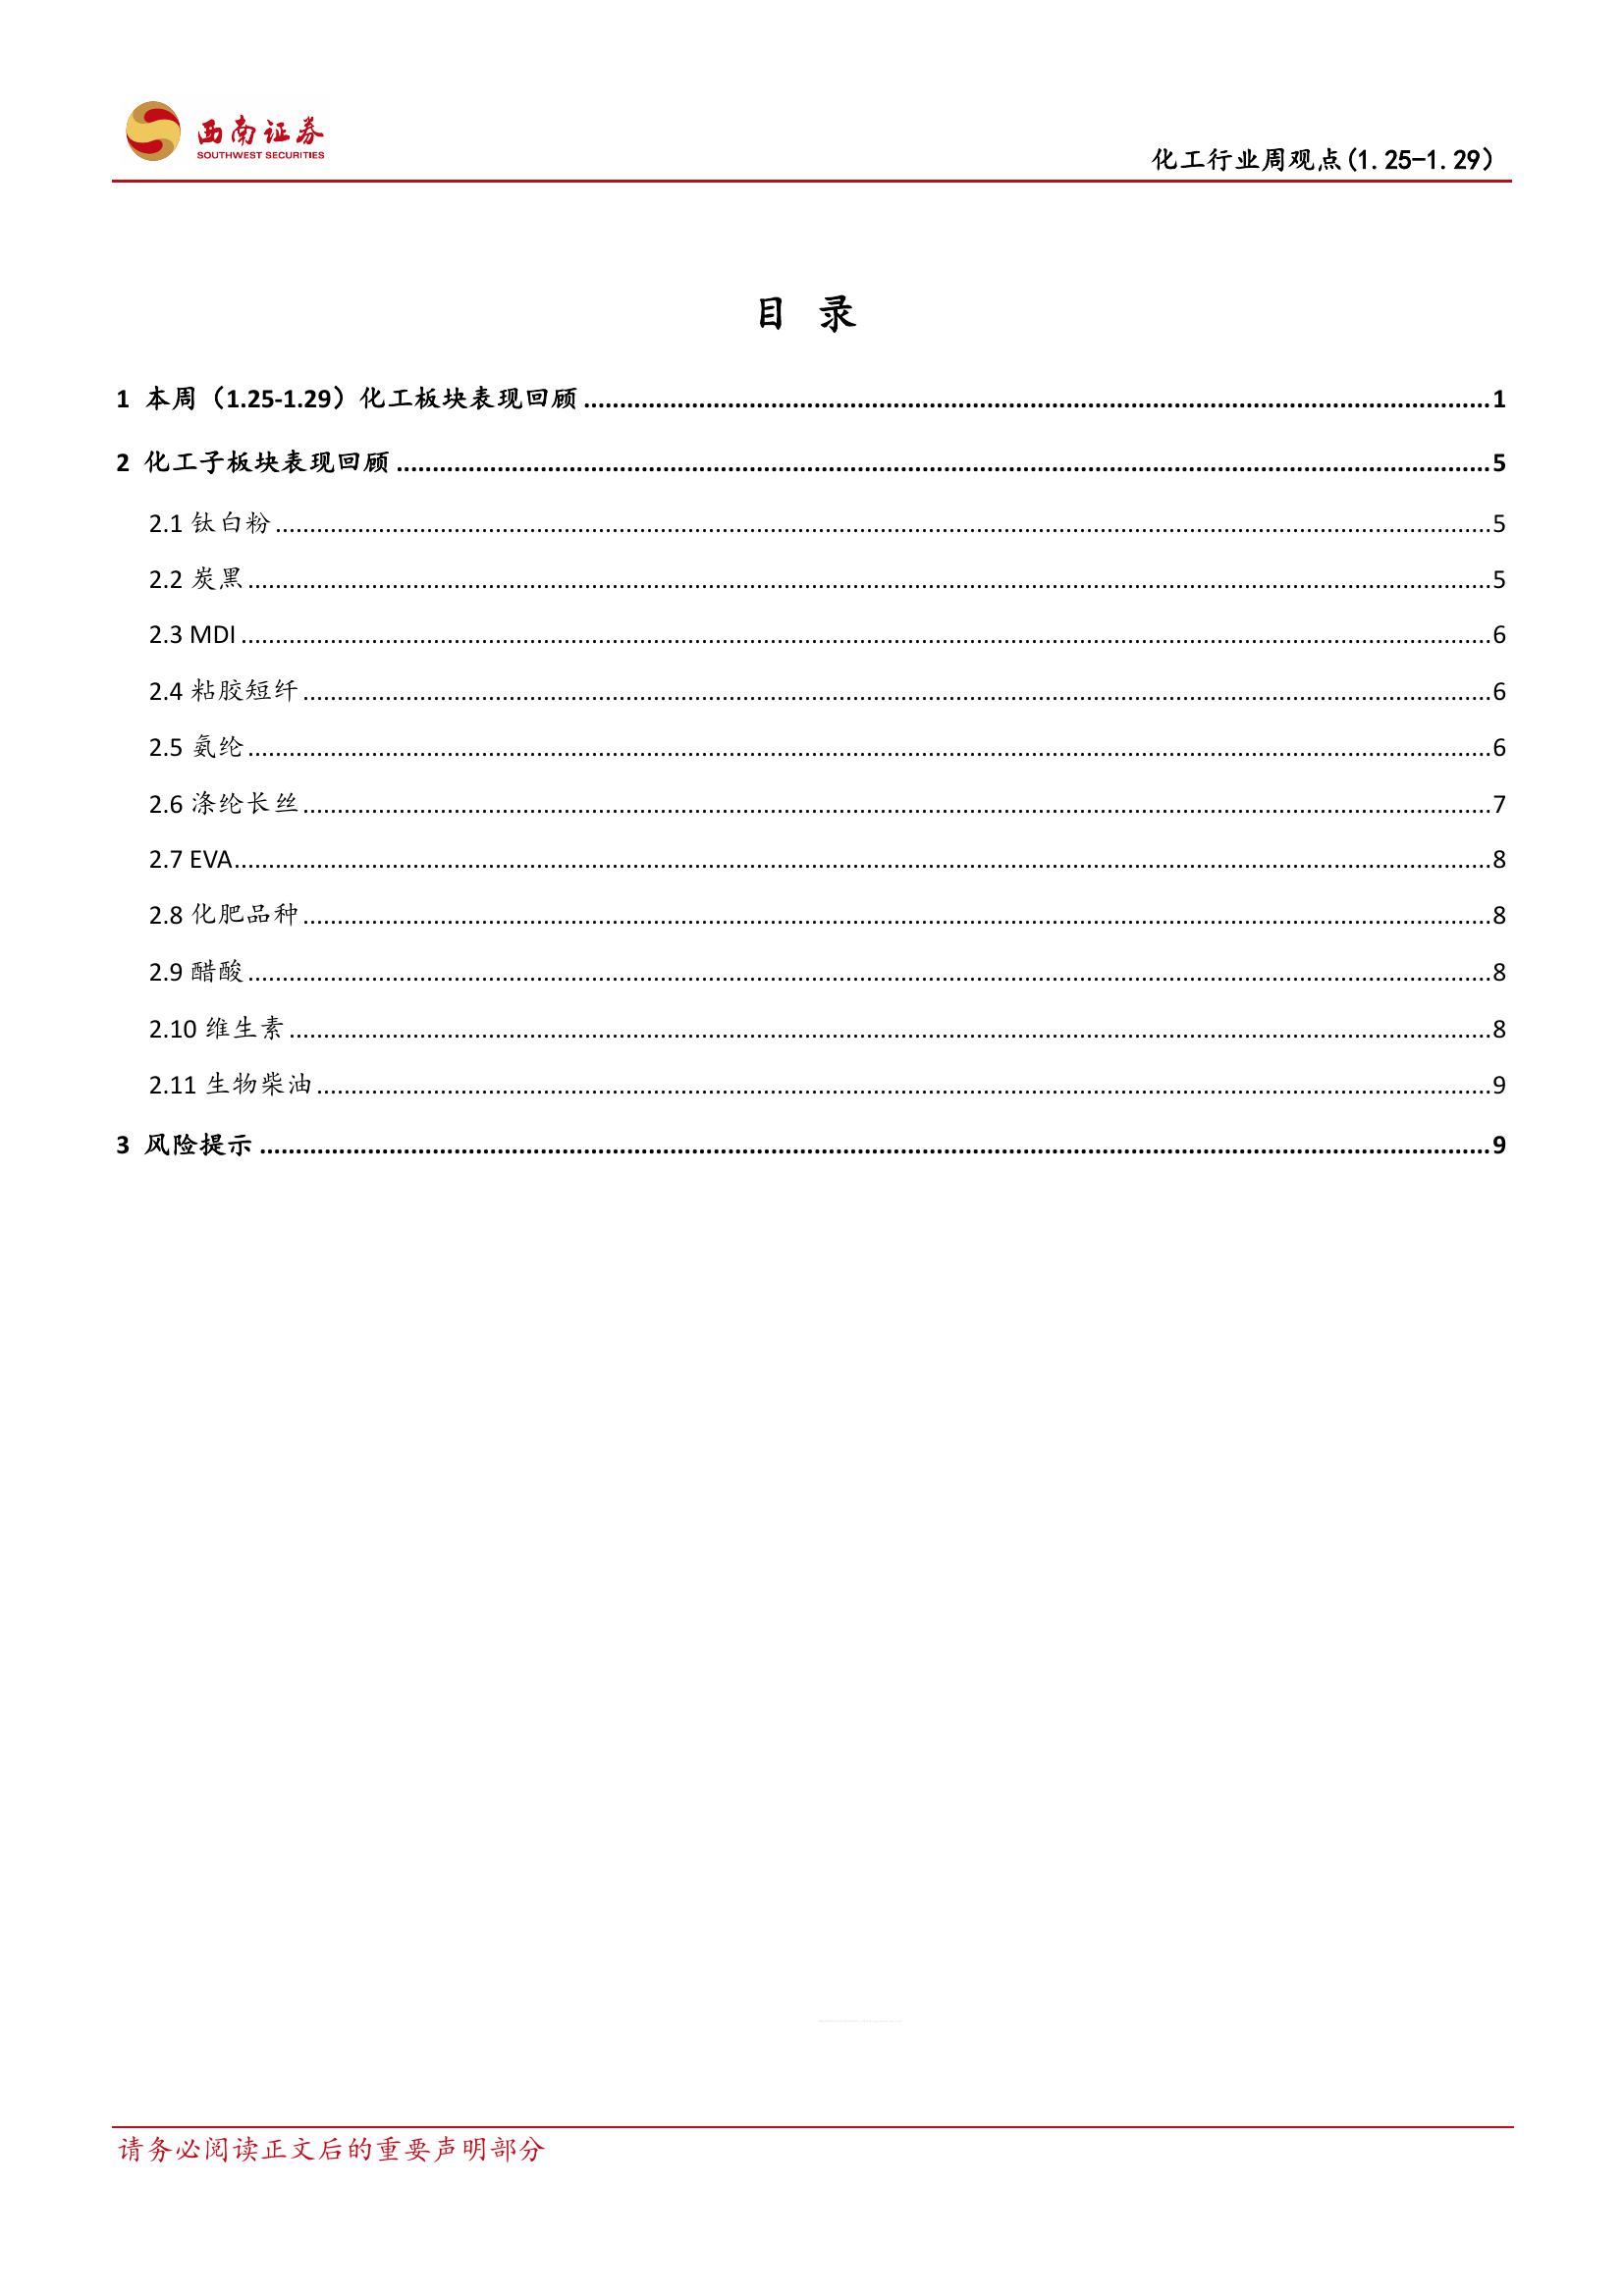 西南证券
SOUTHWEST SECURITIES
化工行业周观点(1.25-1.29)
目 录
1 本周（1.25-1.29）化工板块表现回顾 ........ 1
2 化工子板块表现回顾 ........ 5
2.1 钛白粉 ........ 5
2.2 炭黑 ........ 5
2.3 MDI ........ 6
2.4 粘胶短纤 ........ 6
2.5 氨纶 ........ 6
2.6 涤纶长丝 ........ 7
2.7 EVA ........ 8
2.8 化肥品种 ........ 8
2.9 醋酸 ........ 8
2.10 维生素 ........ 8
2.11 生物柴油 ........ 9
3 风险提示 ........ 9
请务必阅读正文后的重要声明部分